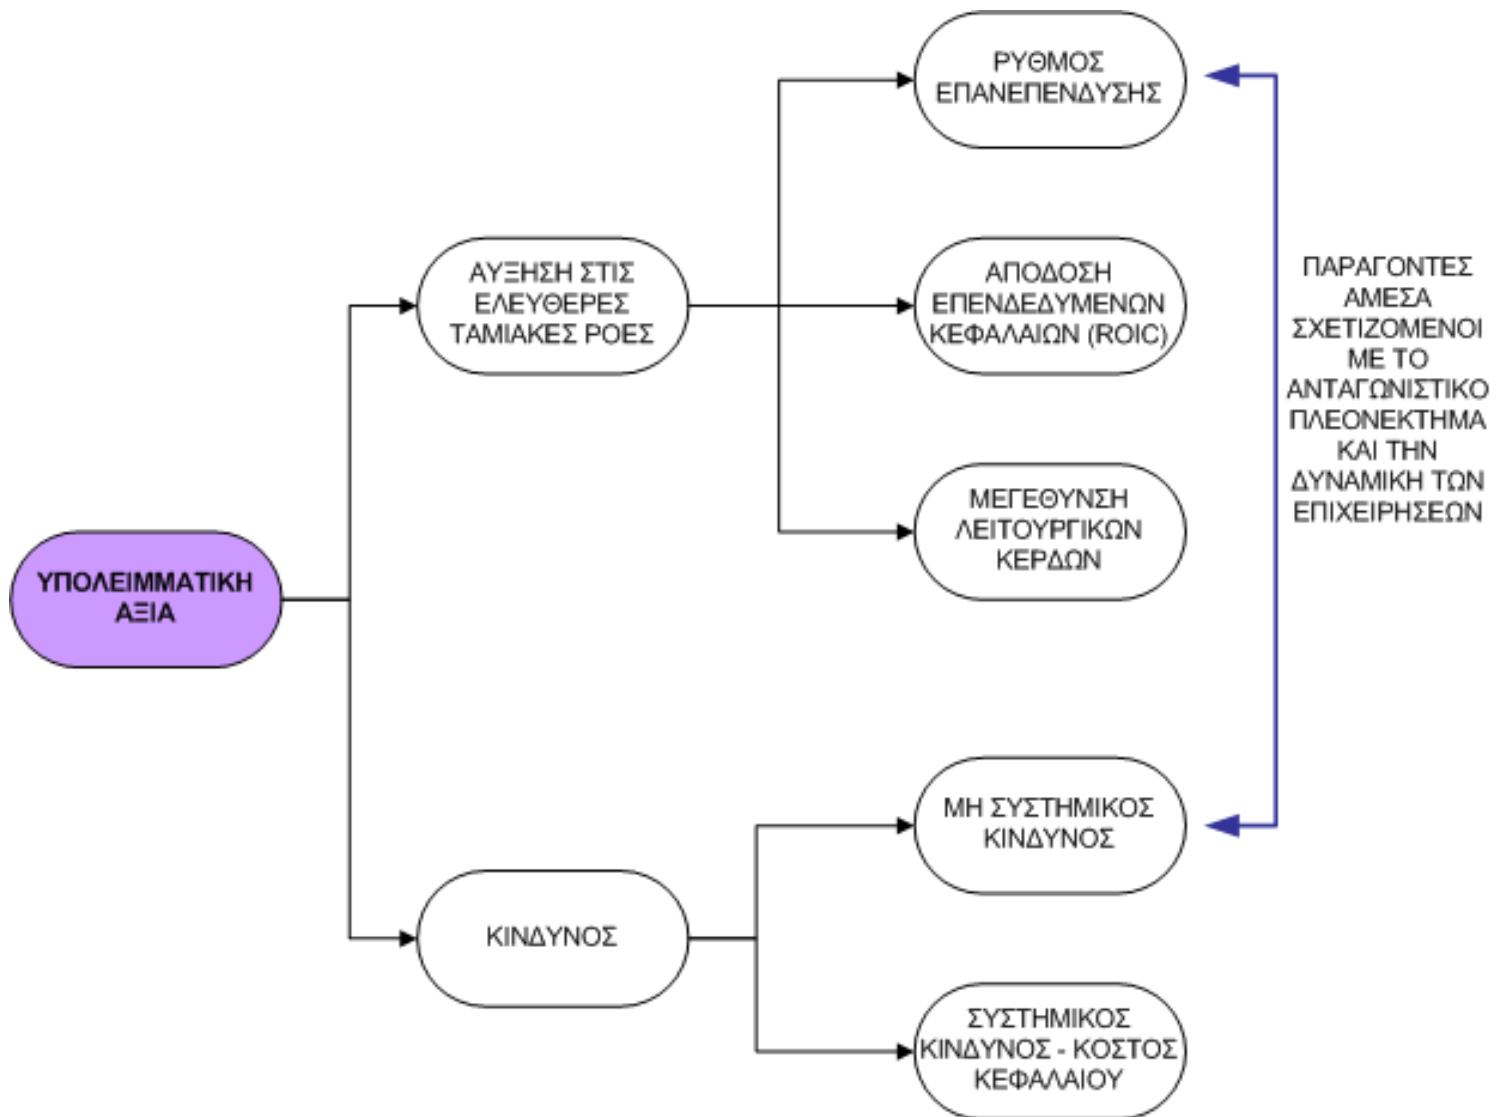 ΡΥΘΜΟΣ
ΕΠΑΝΕΠΕΝΔΥΣΗΣ
ΑΥΞΗΣΗ ΣΤΙΣ
ΕΛΕΥΘΕΡΕΣ
ΤΑΜΙΑΚΕΣ ΡΟΕΣ
ΑΠΟΔΟΣΗ
ΕΠΕΝΔΕΔΥΜΕΝΩΝ
ΚΕΦΑΛΑΙΩΝ (ROIC)
ΠΑΡΑΓΟΝΤΕΣ
ΑΜΕΣΑ
ΣΧΕΤΙΖΟΜΕΝΟΙ
ΜΕ ΤΟ
ΑΝΤΑΓΩΝΙΣΤΙΚΟ
ΠΛΕΟΝΕΚΤΗΜΑ
ΚΑΙ ΤΗΝ
ΔΥΝΑΜΙΚΗ ΤΩΝ
ΕΠΙΧΕΙΡΗΣΕΩΝ
ΜΕΓΕΘΥΝΣΗ
ΛΕΙΤΟΥΡΓΙΚΩΝ
ΚΕΡΔΩΝ
ΥΠΟΛΕΙΜΜΑΤΙΚΗ
ΑΞΙΑ
ΜΗ ΣΥΣΤΗΜΙΚΟΣ
ΚΙΝΔΥΝΟΣ
ΚΙΝΔΥΝΟΣ
ΣΥΣΤΗΜΙΚΟΣ
ΚΙΝΔΥΝΟΣ - ΚΟΣΤΟΣ
ΚΕΦΑΛΑΙΟΥ